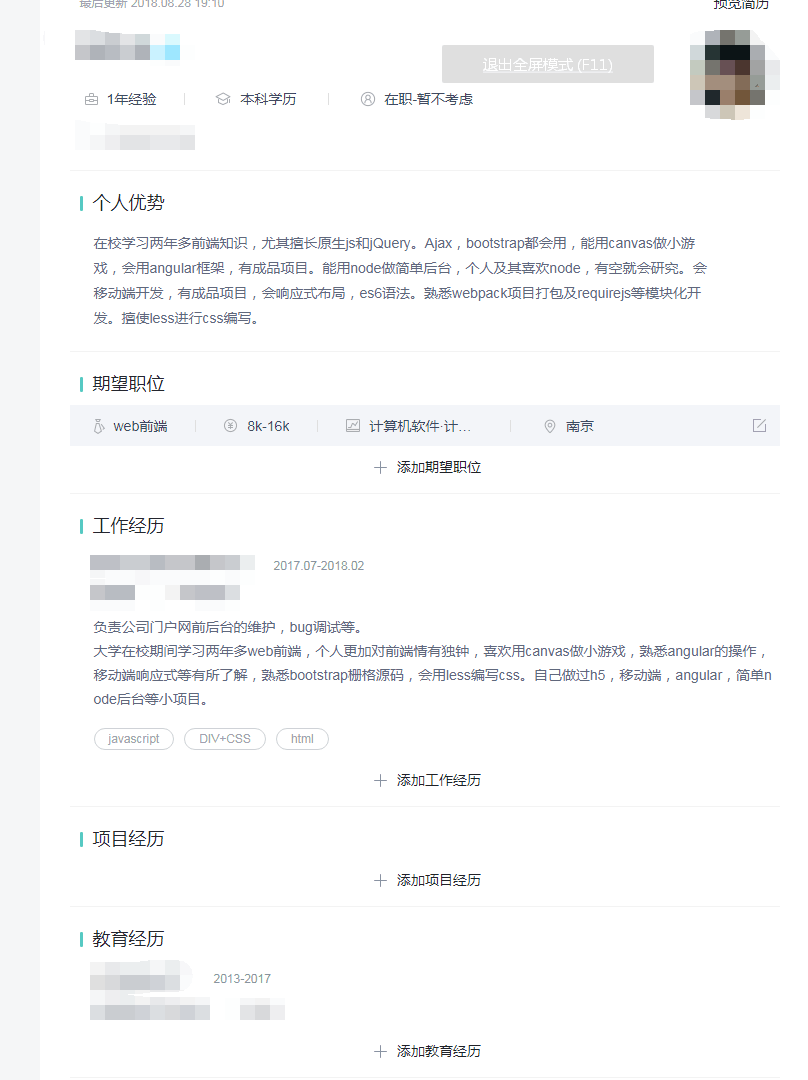 最后更新 2018.08.28 19:10
预览简历
退出全屏模式 (F11)
1年经验
本科学历
在职-暂不考虑
个人优势
在校学习两年多前端知识，尤其擅长原生js和jQuery。Ajax，bootstrap都会用，能用canvas做小游
戏，会用angular框架，有成品项目。能用node做简单后台，个人及其喜欢node，有空就会研究。会
移动端开发，有成品项目，会响应式布局，es6语法。熟悉webpack项目打包及requirejs等模块化开
发。擅使less进行css编写。
期望职位
web前端
8k-16k
计算机软件·计…
南京
添加期望职位
工作经历
2017.07-2018.02
负责公司门户网前后台的维护，bug调试等。
大学在校期间学习两年多web前端，个人更加对前端情有独钟，喜欢用canvas做小游戏，熟悉angular的操作，
移动端响应式等有所了解，熟悉bootstrap栅格源码，会用less编写css。自己做过h5，移动端，angular，简单n
ode后台等小项目。
javascript
DIV+CSS
html
添加工作经历
项目经历
添加项目经历
教育经历
2013-2017
添加教育经历